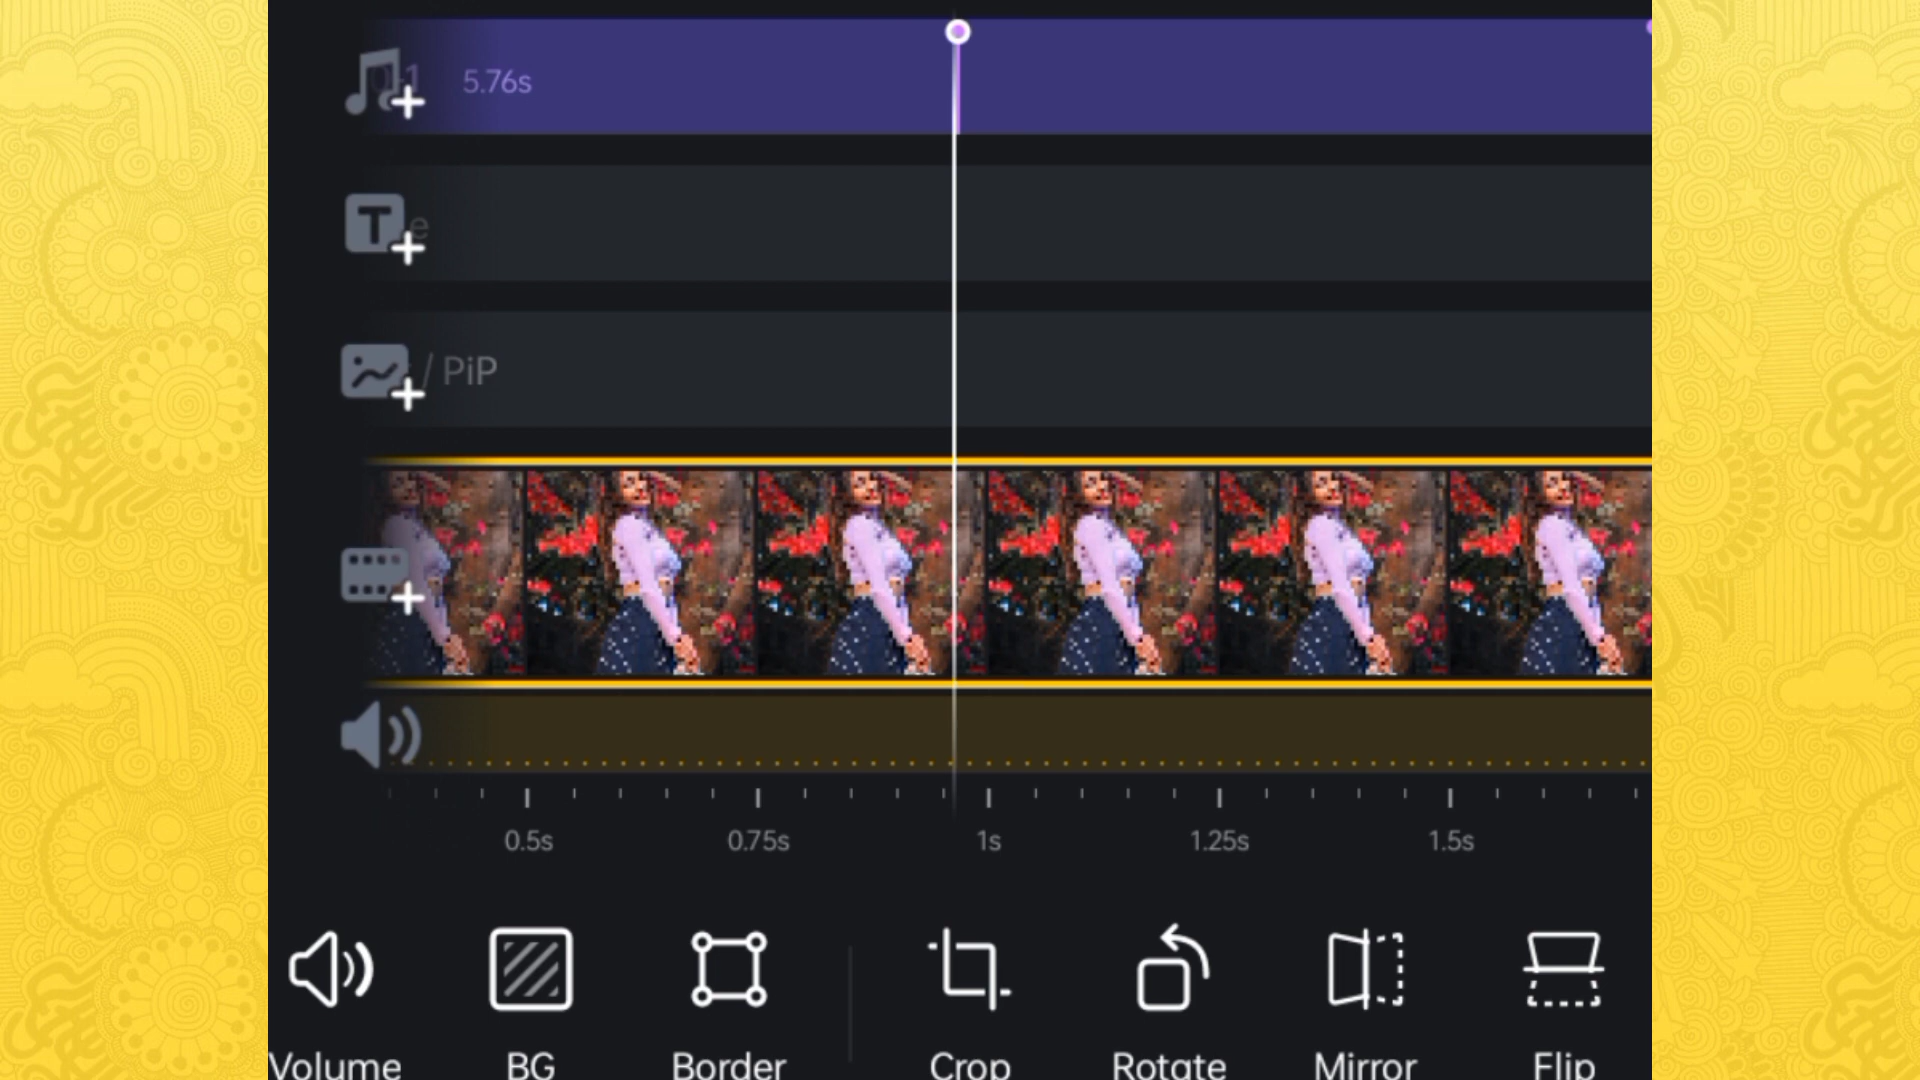 5.76s
/ PiP
0.5s 0.75s 1s 1.25s 1.5s
Volume BG Border Crop Rotate Mirror Flip